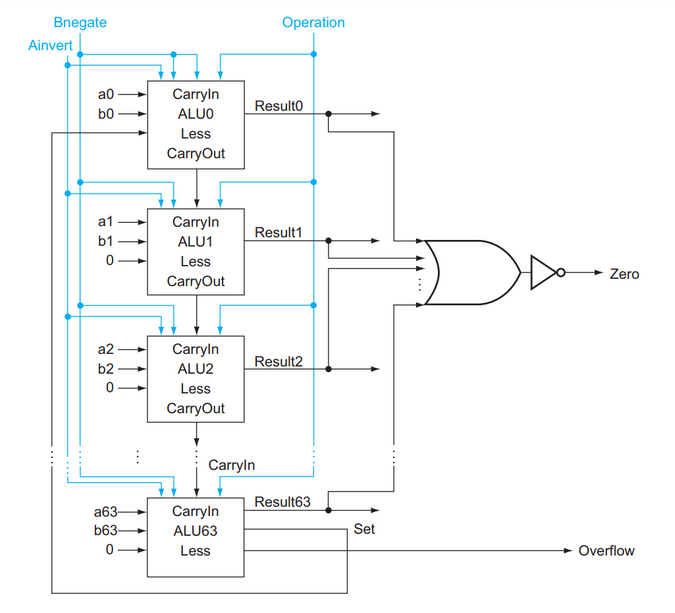 Bnegate
Operation
Ainvert
a0
b0
CarryIn
ALU0
Less
CarryOut
Result0
a1
b1
0
CarryIn
ALU1
Less
CarryOut
Result1
Zero
a2
b2
0
CarryIn
ALU2
Less
CarryOut
Result2
CarryIn
a63
b63
0
CarryIn
ALU63
Less
Result63
Set
Overflow